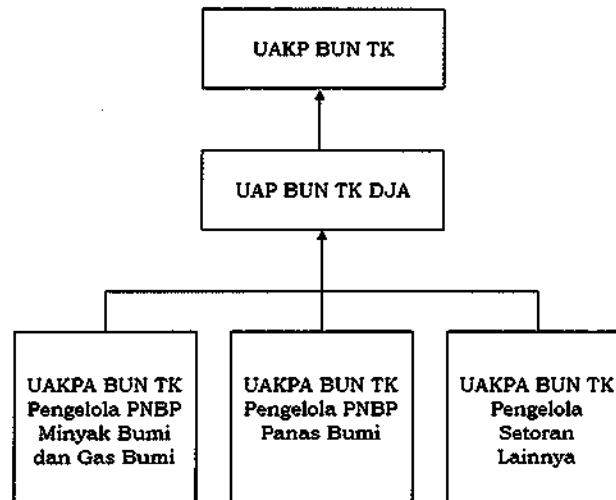 UAKP BUN TK
UAP BUN TK DJA
UAKPA BUN TK
Pengelola PNBP
Minyak Bumi
dan Gas Bumi
UAKPA BUN TK
Pengelola PNBP
Panas Bumi
UAKPA BUN TK
Pengelola
Setoran
Lainnya